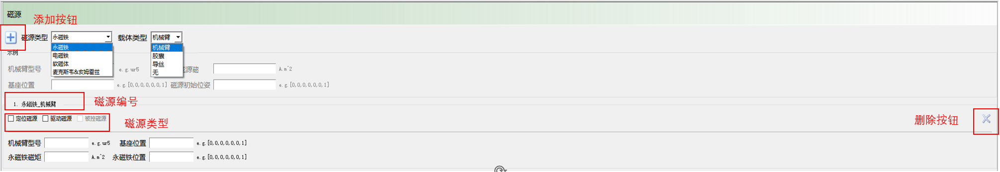 磁源
添加按钮
磁源类型 永磁铁 载体类型 机械臂
永磁铁 机械臂
电磁铁 胶囊
软磁体 导丝
麦克斯韦&亥姆霍兹 无
示例
机械臂型号 e.g.ur5 磁源磁 A.m^2
基座位置 e.g.[0,0,0,0,0,0,1] 磁源初始位姿 e.g.[0,0,0,0,0,0,1]
1. 永磁铁_机械臂 磁源编号
定位磁源 驱动磁源 被控磁源 磁源类型 删除按钮
机械臂型号 e.g.ur5 基座位置 e.g.[0,0,0,0,0,0,1]
永磁铁磁矩 A.m^2 永磁铁位置 e.g.[0,0,0,0,0,0,1]